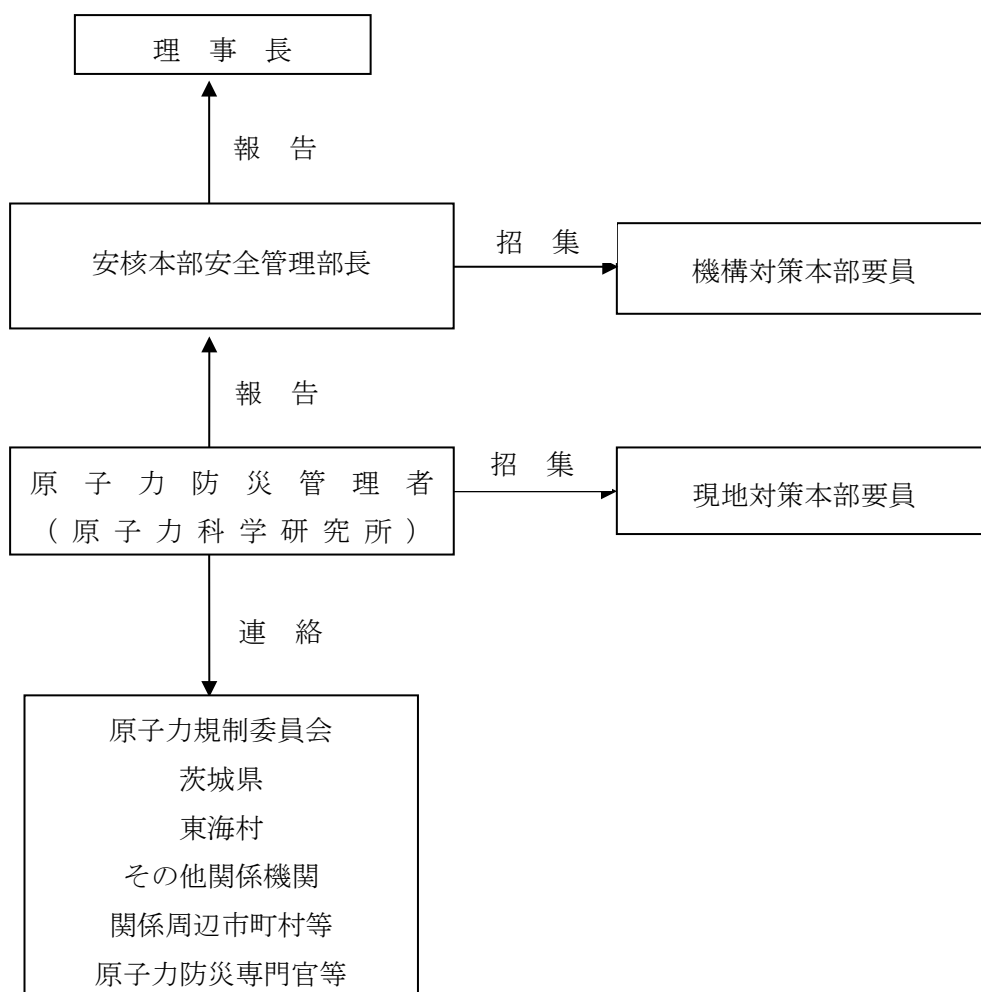 理事長
報告
安核本部安全管理部長
招集
機構対策本部要員
報告
原子力防災管理者
（原子力科学研究所）
招集
現地対策本部要員
連絡
原子力規制委員会
茨城県
東海村
その他関係機関
関係周辺市町村等
原子力防災専門官等